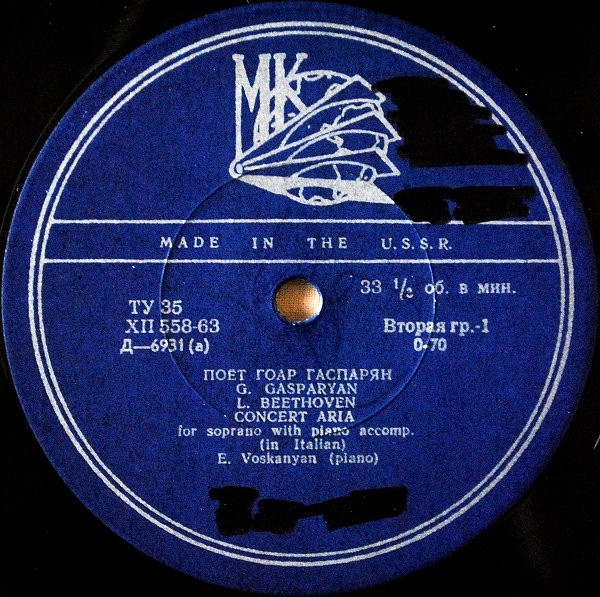 МК
MADE IN THE U.S.S.R.
33 1/2 об. в мин.
ТУ 35
ХП 558-63
Д—6931 (а)
Вторая гр.-1
0-70
ПОЕТ ГОАР ГАСПАРЯН
G. GASPARYAN
L. BEETHOVEN
CONCERT ARIA
for soprano with piano accomp.
(in Italian)
E. Voskanyan (piano)